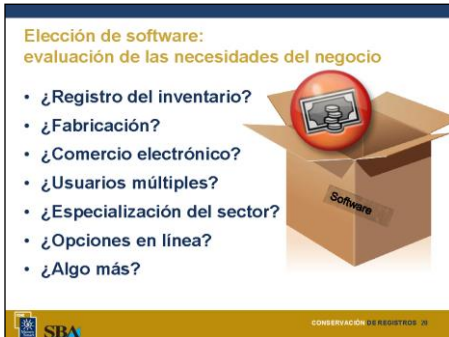 Elección de software:
evaluación de las necesidades del negocio
• ¿Registro del inventario?
• ¿Fabricación?
• ¿Comercio electrónico?
• ¿Usuarios múltiples?
• ¿Especialización del sector?
• ¿Opciones en línea?
• ¿Algo más?
Software
SBA
CONSERVACIÓN DE REGISTROS